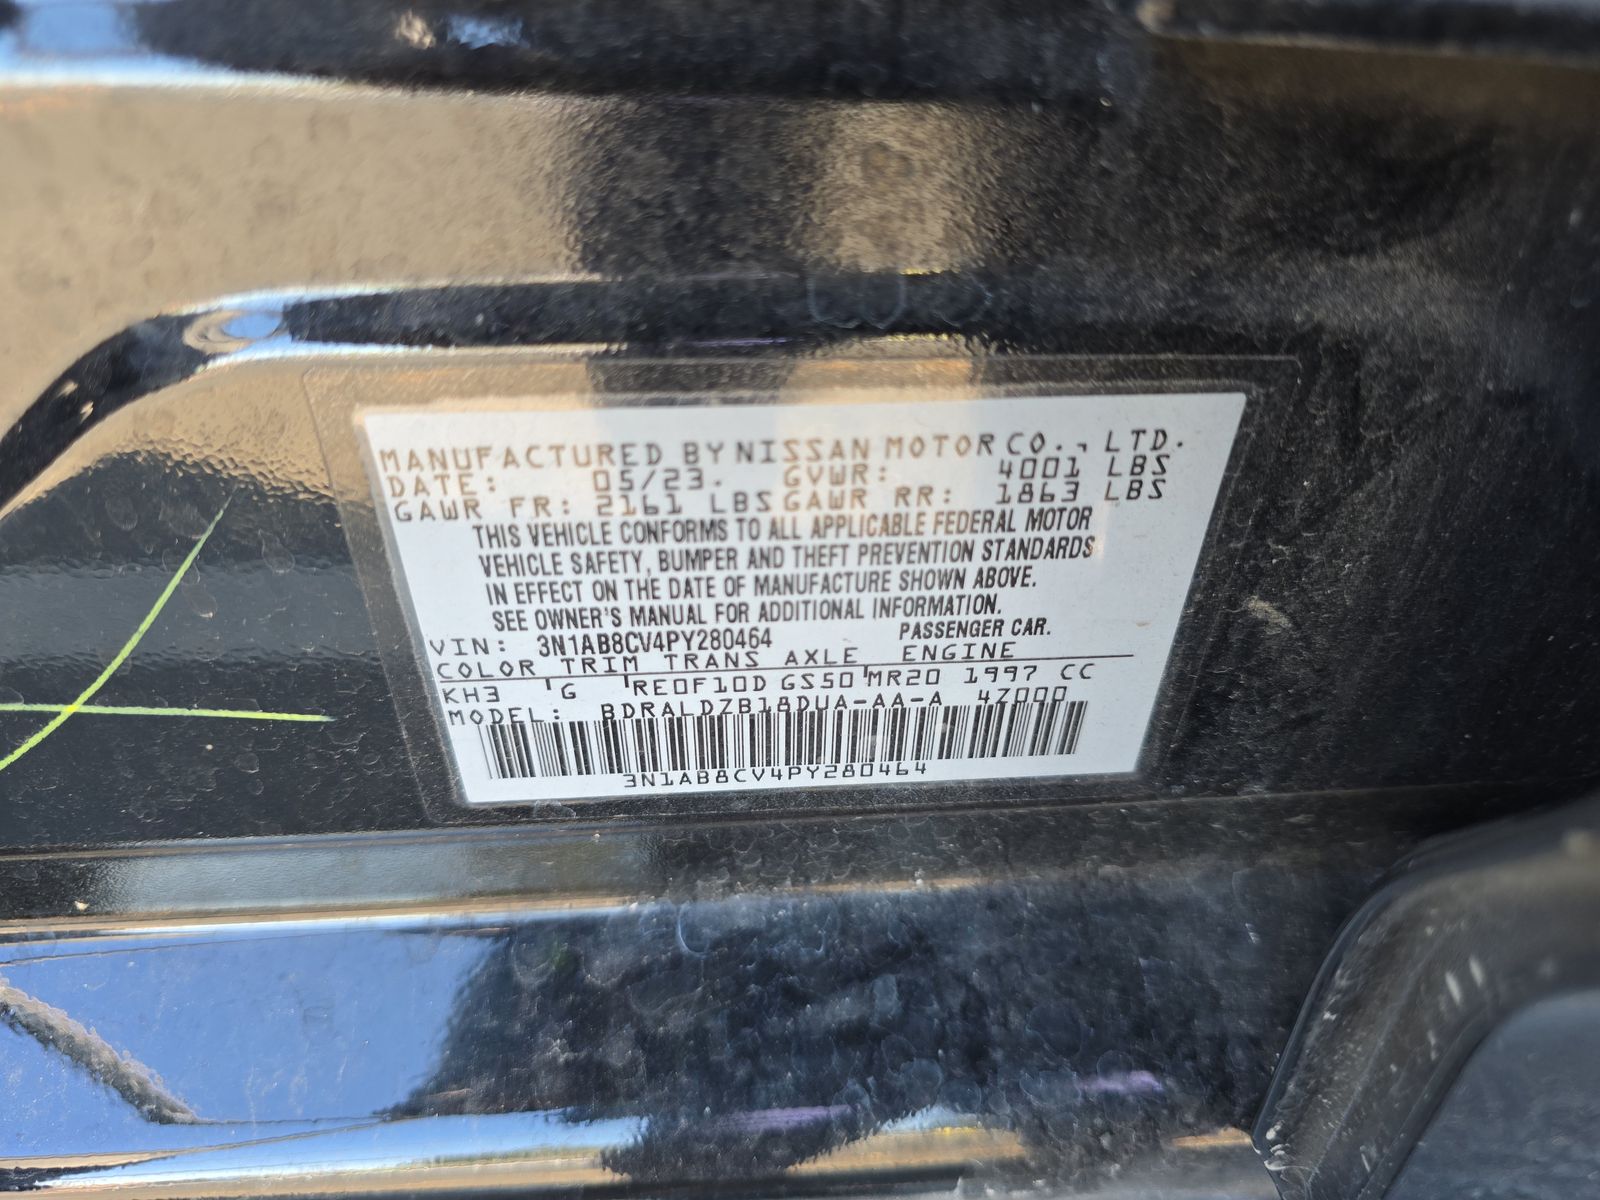 MANUFACTURED BY NISSAN MOTOR CO., LTD.
DATE: 05/23. GVWR: 4001 LBS
GAWR FR: 2161 LBS GAWR RR: 1863 LBS
THIS VEHICLE CONFORMS TO ALL APPLICABLE FEDERAL MOTOR
VEHICLE SAFETY, BUMPER AND THEFT PREVENTION STANDARDS
IN EFFECT ON THE DATE OF MANUFACTURE SHOWN ABOVE.
SEE OWNER'S MANUAL FOR ADDITIONAL INFORMATION.
VIN: 3N1AB8CV4PY280464 PASSENGER CAR.
COLOR TRIM TRANS AXLE ENGINE
KH3 G RE0F10D GS50 MR20 1997 CC
MODEL: BDRALDZB18DUA-AA-A 4Z000
3N1AB8CV4PY280464